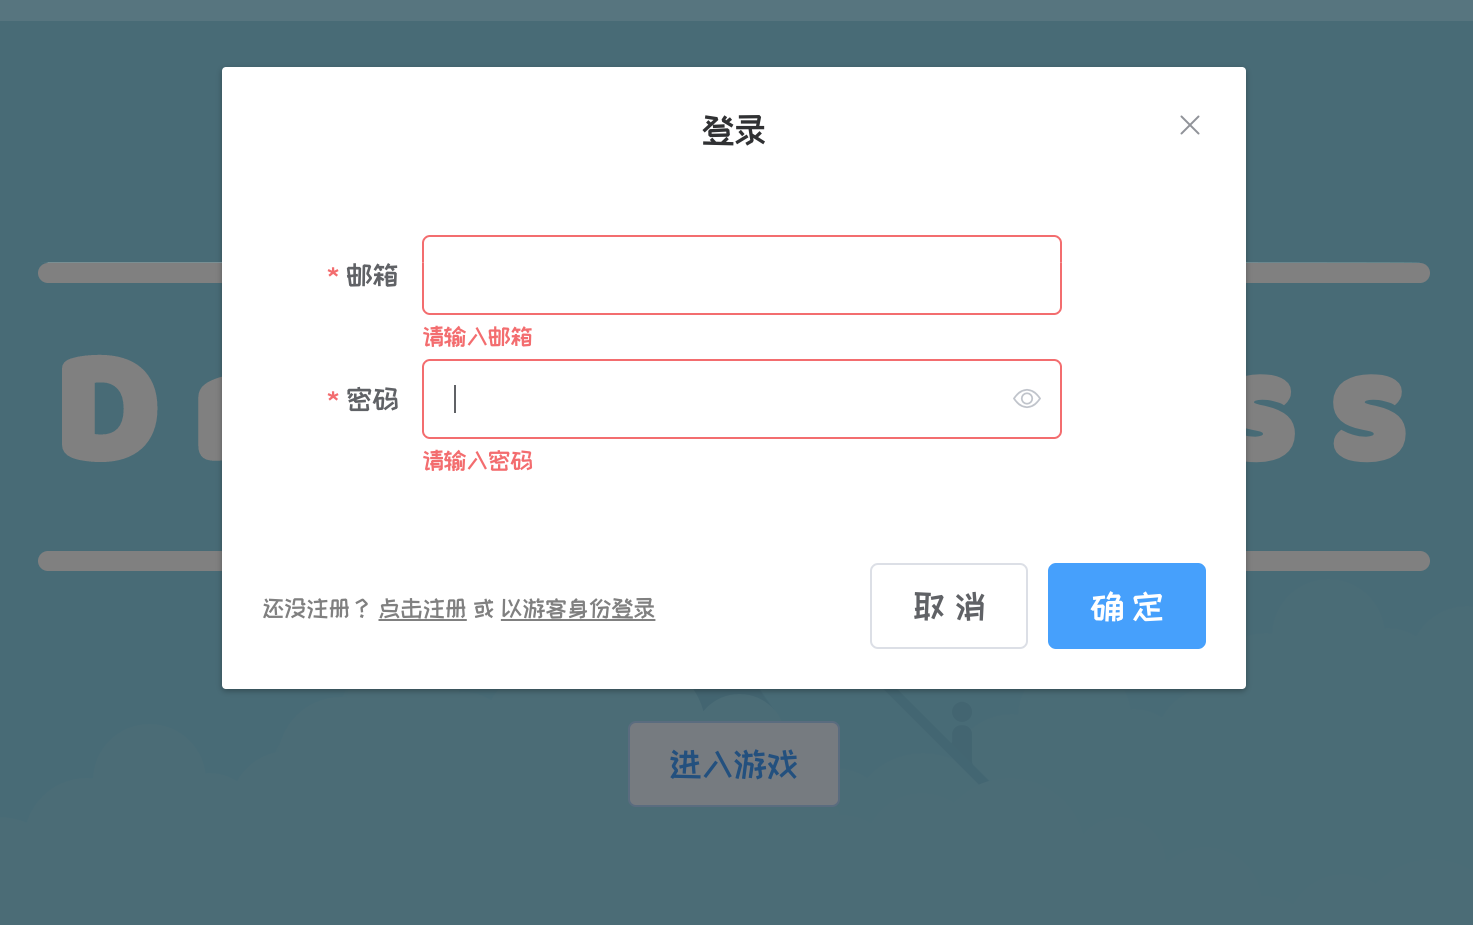 登录
* 邮箱
请输入邮箱
* 密码
请输入密码
还没注册？ 点击注册 或 以游客身份登录
取 消
确 定
D
ss
进入游戏